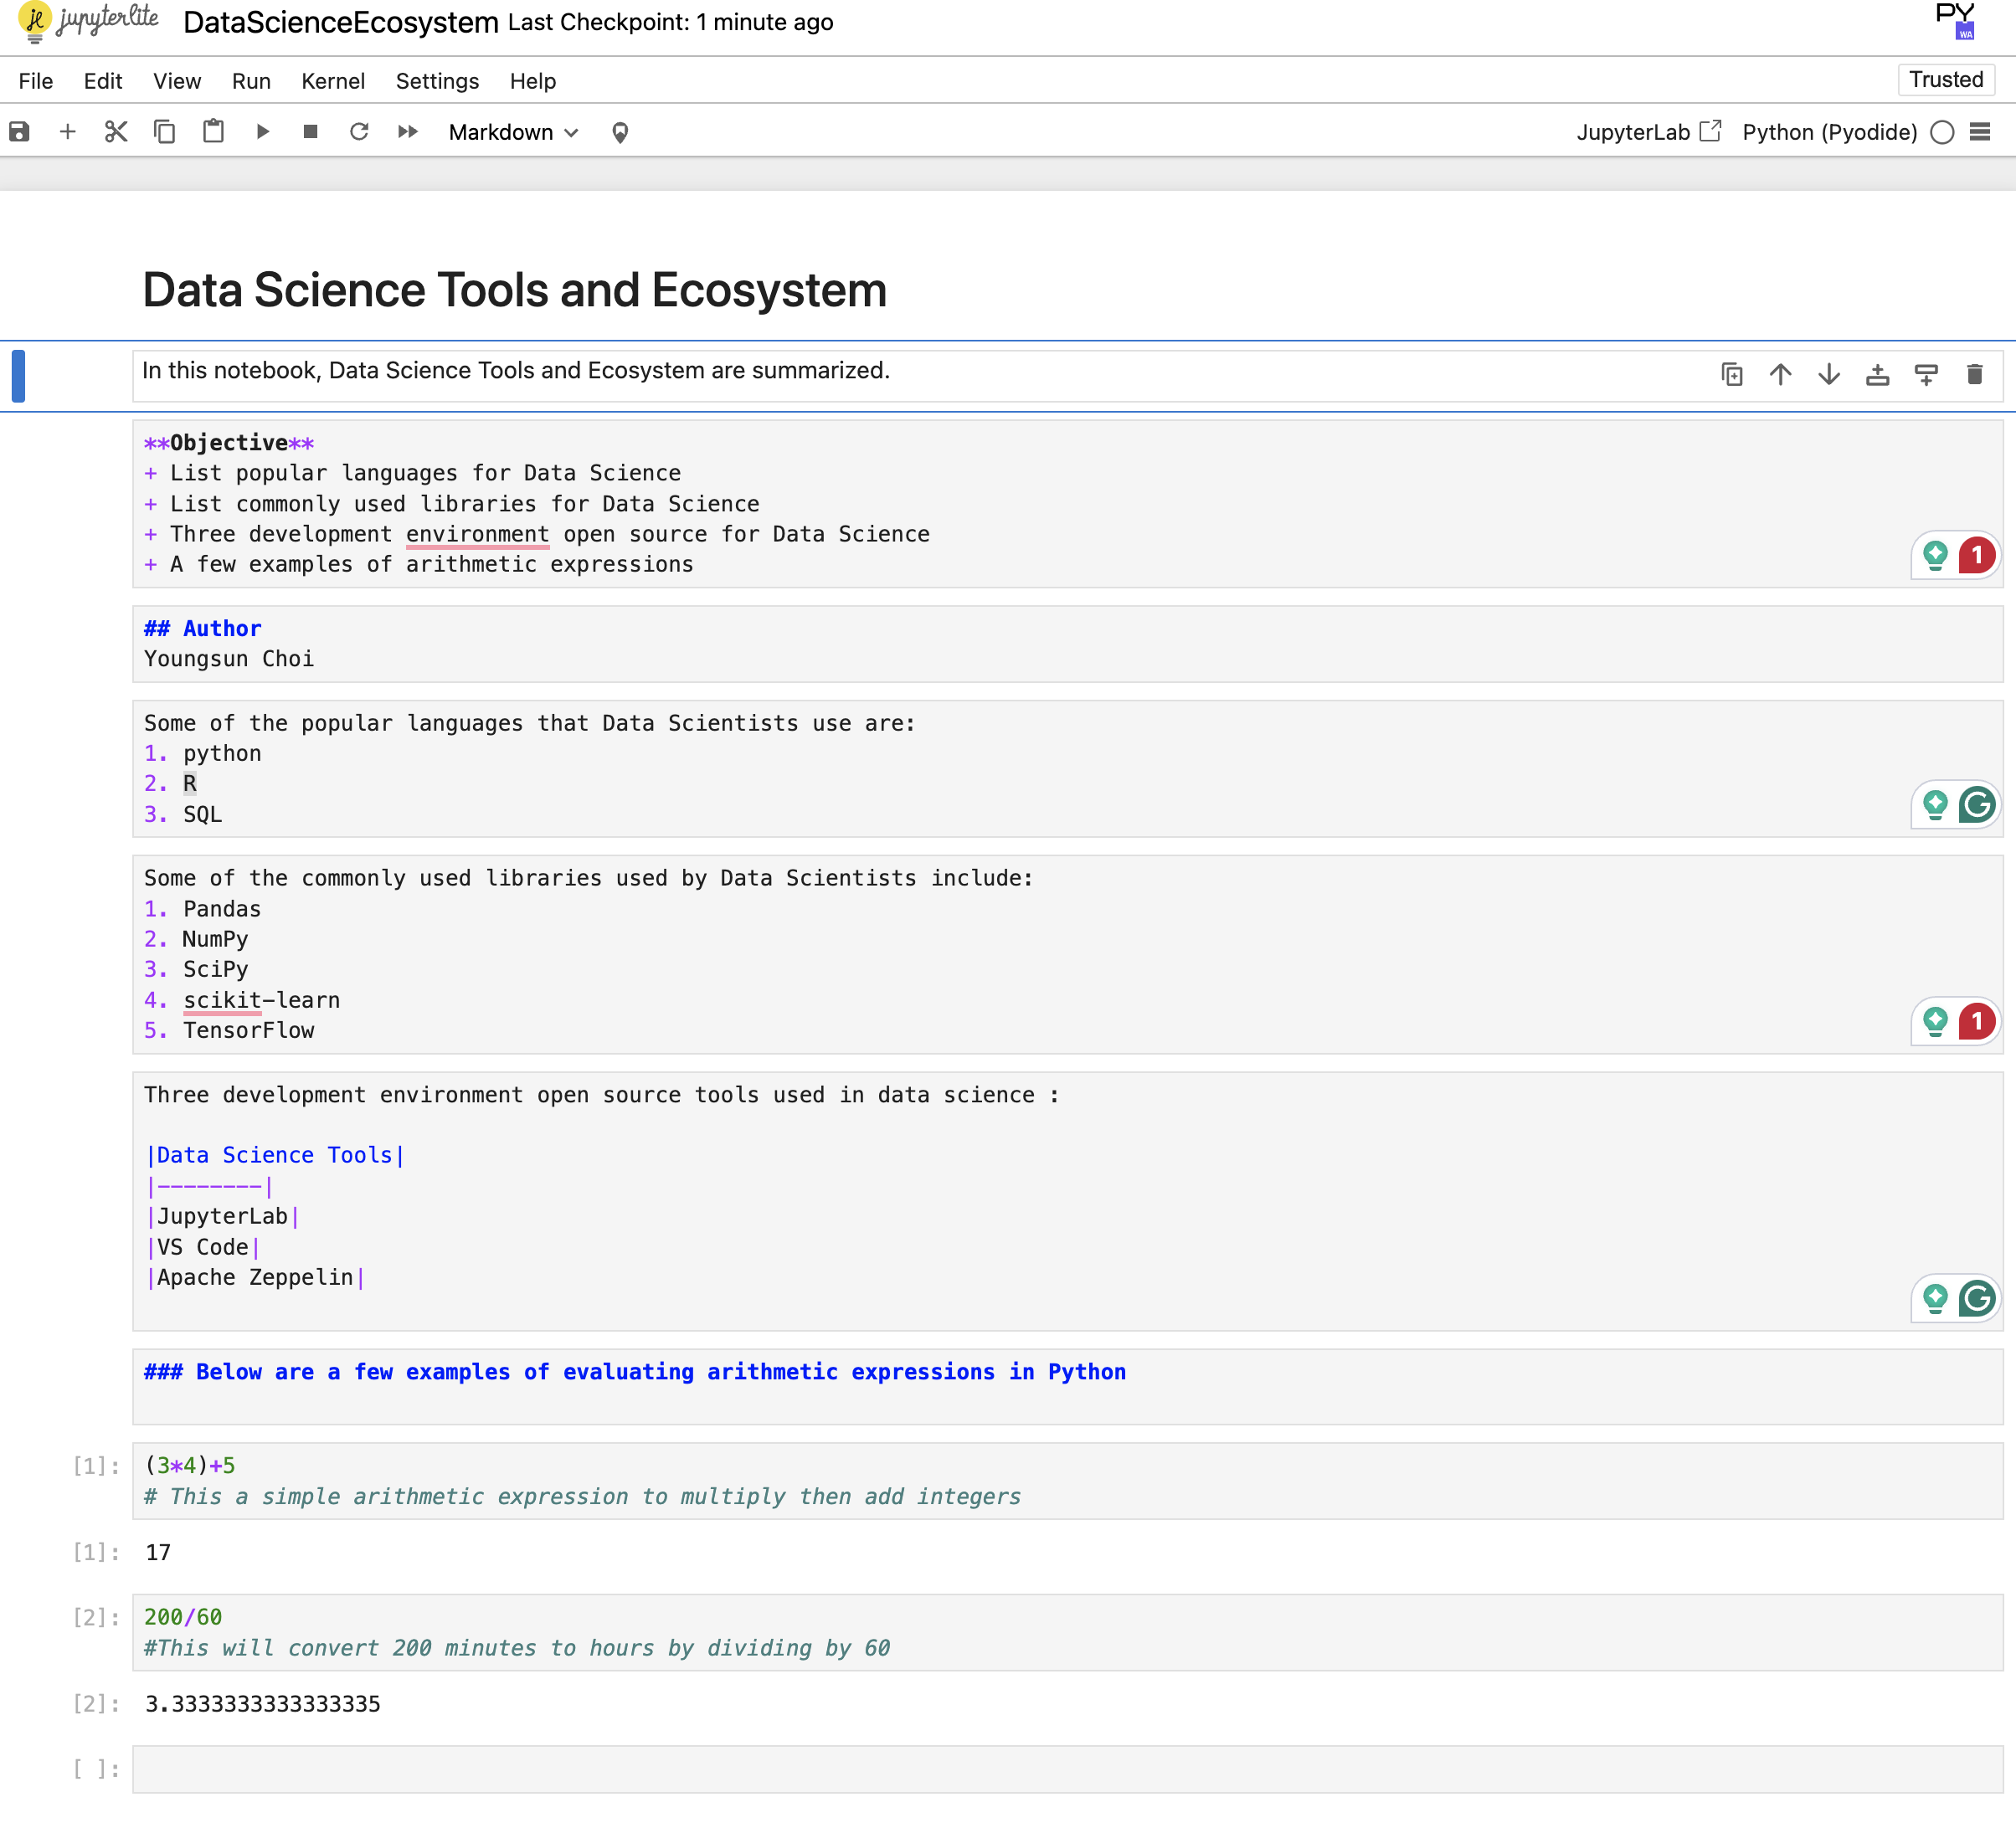 jupyterlite DataScienceEcosystem Last Checkpoint: 1 minute ago PY WA
File Edit View Run Kernel Settings Help Trusted
Markdown JupyterLab Python (Pyodide)
Data Science Tools and Ecosystem
In this notebook, Data Science Tools and Ecosystem are summarized.
**Objective**
+ List popular languages for Data Science
+ List commonly used libraries for Data Science
+ Three development environment open source for Data Science
+ A few examples of arithmetic expressions
1
## Author
Youngsun Choi
Some of the popular languages that Data Scientists use are:
1. python
2. R
3. SQL
Some of the commonly used libraries used by Data Scientists include:
1. Pandas
2. NumPy
3. SciPy
4. scikit-learn
5. TensorFlow
1
Three development environment open source tools used in data science :
|Data Science Tools|
|--------|
|JupyterLab|
|VS Code|
|Apache Zeppelin|
### Below are a few examples of evaluating arithmetic expressions in Python
[1]: (3*4)+5
# This a simple arithmetic expression to multiply then add integers
[1]: 17
[2]: 200/60
#This will convert 200 minutes to hours by dividing by 60
[2]: 3.3333333333333335
[ ]: